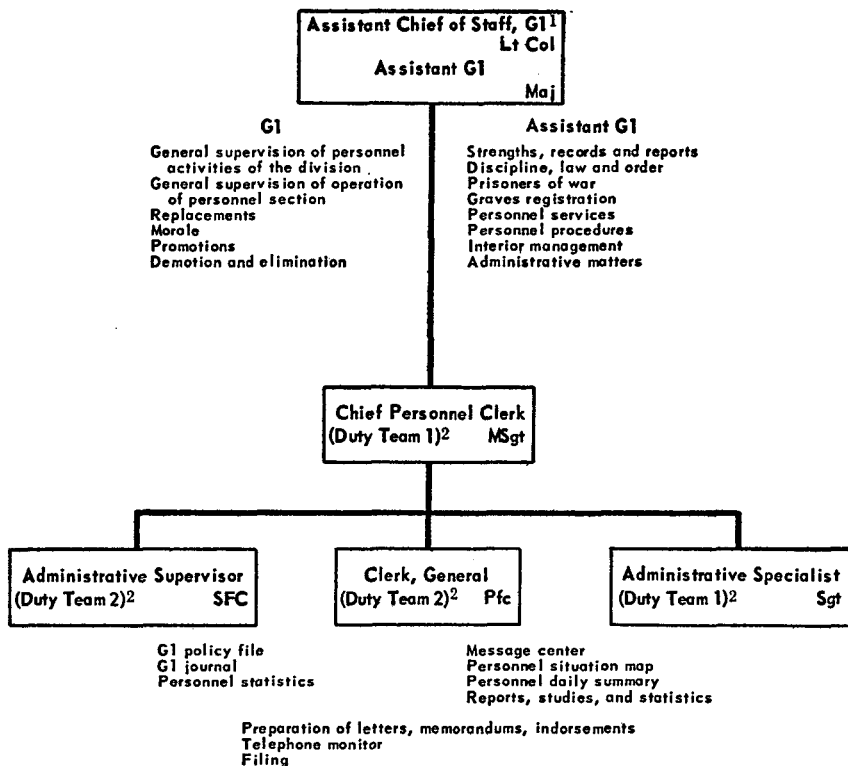 Assistant Chief of Staff, G1¹
Lt Col
Assistant G1
Maj
G1
General supervision of personnel
activities of the division
General supervision of operation
of personnel section
Replacements
Morale
Promotions
Demotion and elimination
Assistant G1
Strengths, records and reports
Discipline, law and order
Prisoners of war
Graves registration
Personnel services
Personnel procedures
Interior management
Administrative matters
Chief Personnel Clerk
(Duty Team 1)² MSgt
Administrative Supervisor
(Duty Team 2)² SFC
Clerk, General
(Duty Team 2)² Pfc
Administrative Specialist
(Duty Team 1)² Sgt
G1 policy file
G1 journal
Personnel statistics
Message center
Personnel situation map
Personnel daily summary
Reports, studies, and statistics
Preparation of letters, memorandums, indorsements
Telephone monitor
Filing